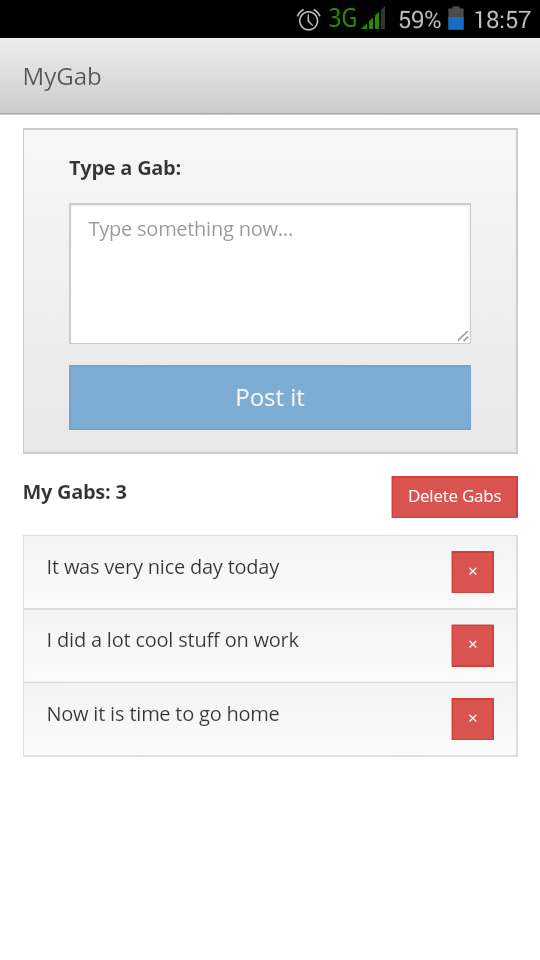 3G 59% 18:57
MyGab
Type a Gab:
Type something now...
Post it
My Gabs: 3
Delete Gabs
It was very nice day today
×
I did a lot cool stuff on work
×
Now it is time to go home
×